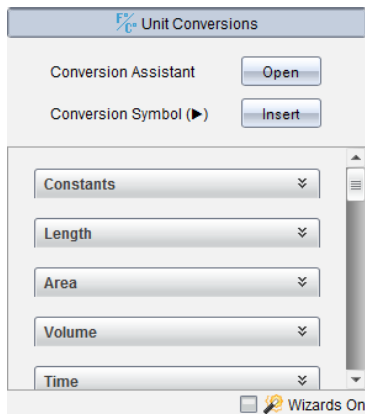 F°/C° Unit Conversions
Conversion Assistant Open
Conversion Symbol (▶) Insert
Constants
Length
Area
Volume
Time
Wizards On